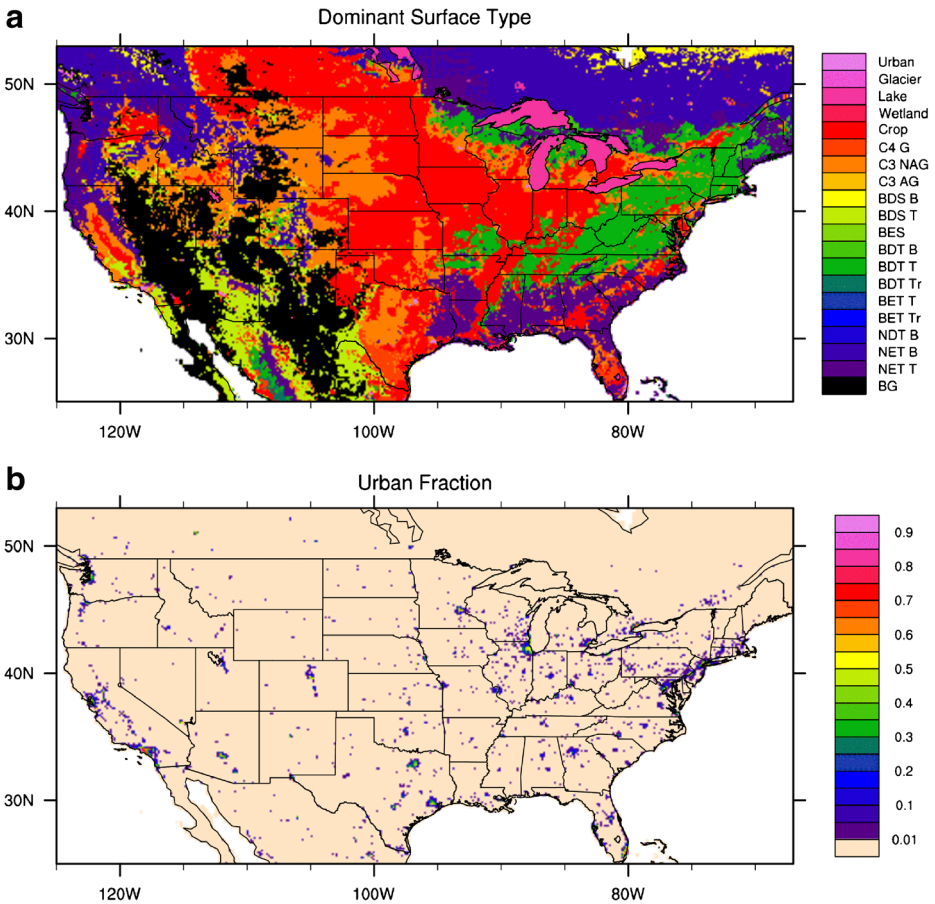 a
Dominant Surface Type
50N
40N
30N
120W
100W
80W
Urban
Glacier
Lake
Wetland
Crop
C4 G
C3 NAG
C3 AG
BDS B
BDS T
BES
BDT B
BDT T
BDT Tr
BET T
BET Tr
NDT B
NET B
NET T
BG
b
Urban Fraction
50N
40N
30N
120W
100W
80W
0.9
0.8
0.7
0.6
0.5
0.4
0.3
0.2
0.1
0.01